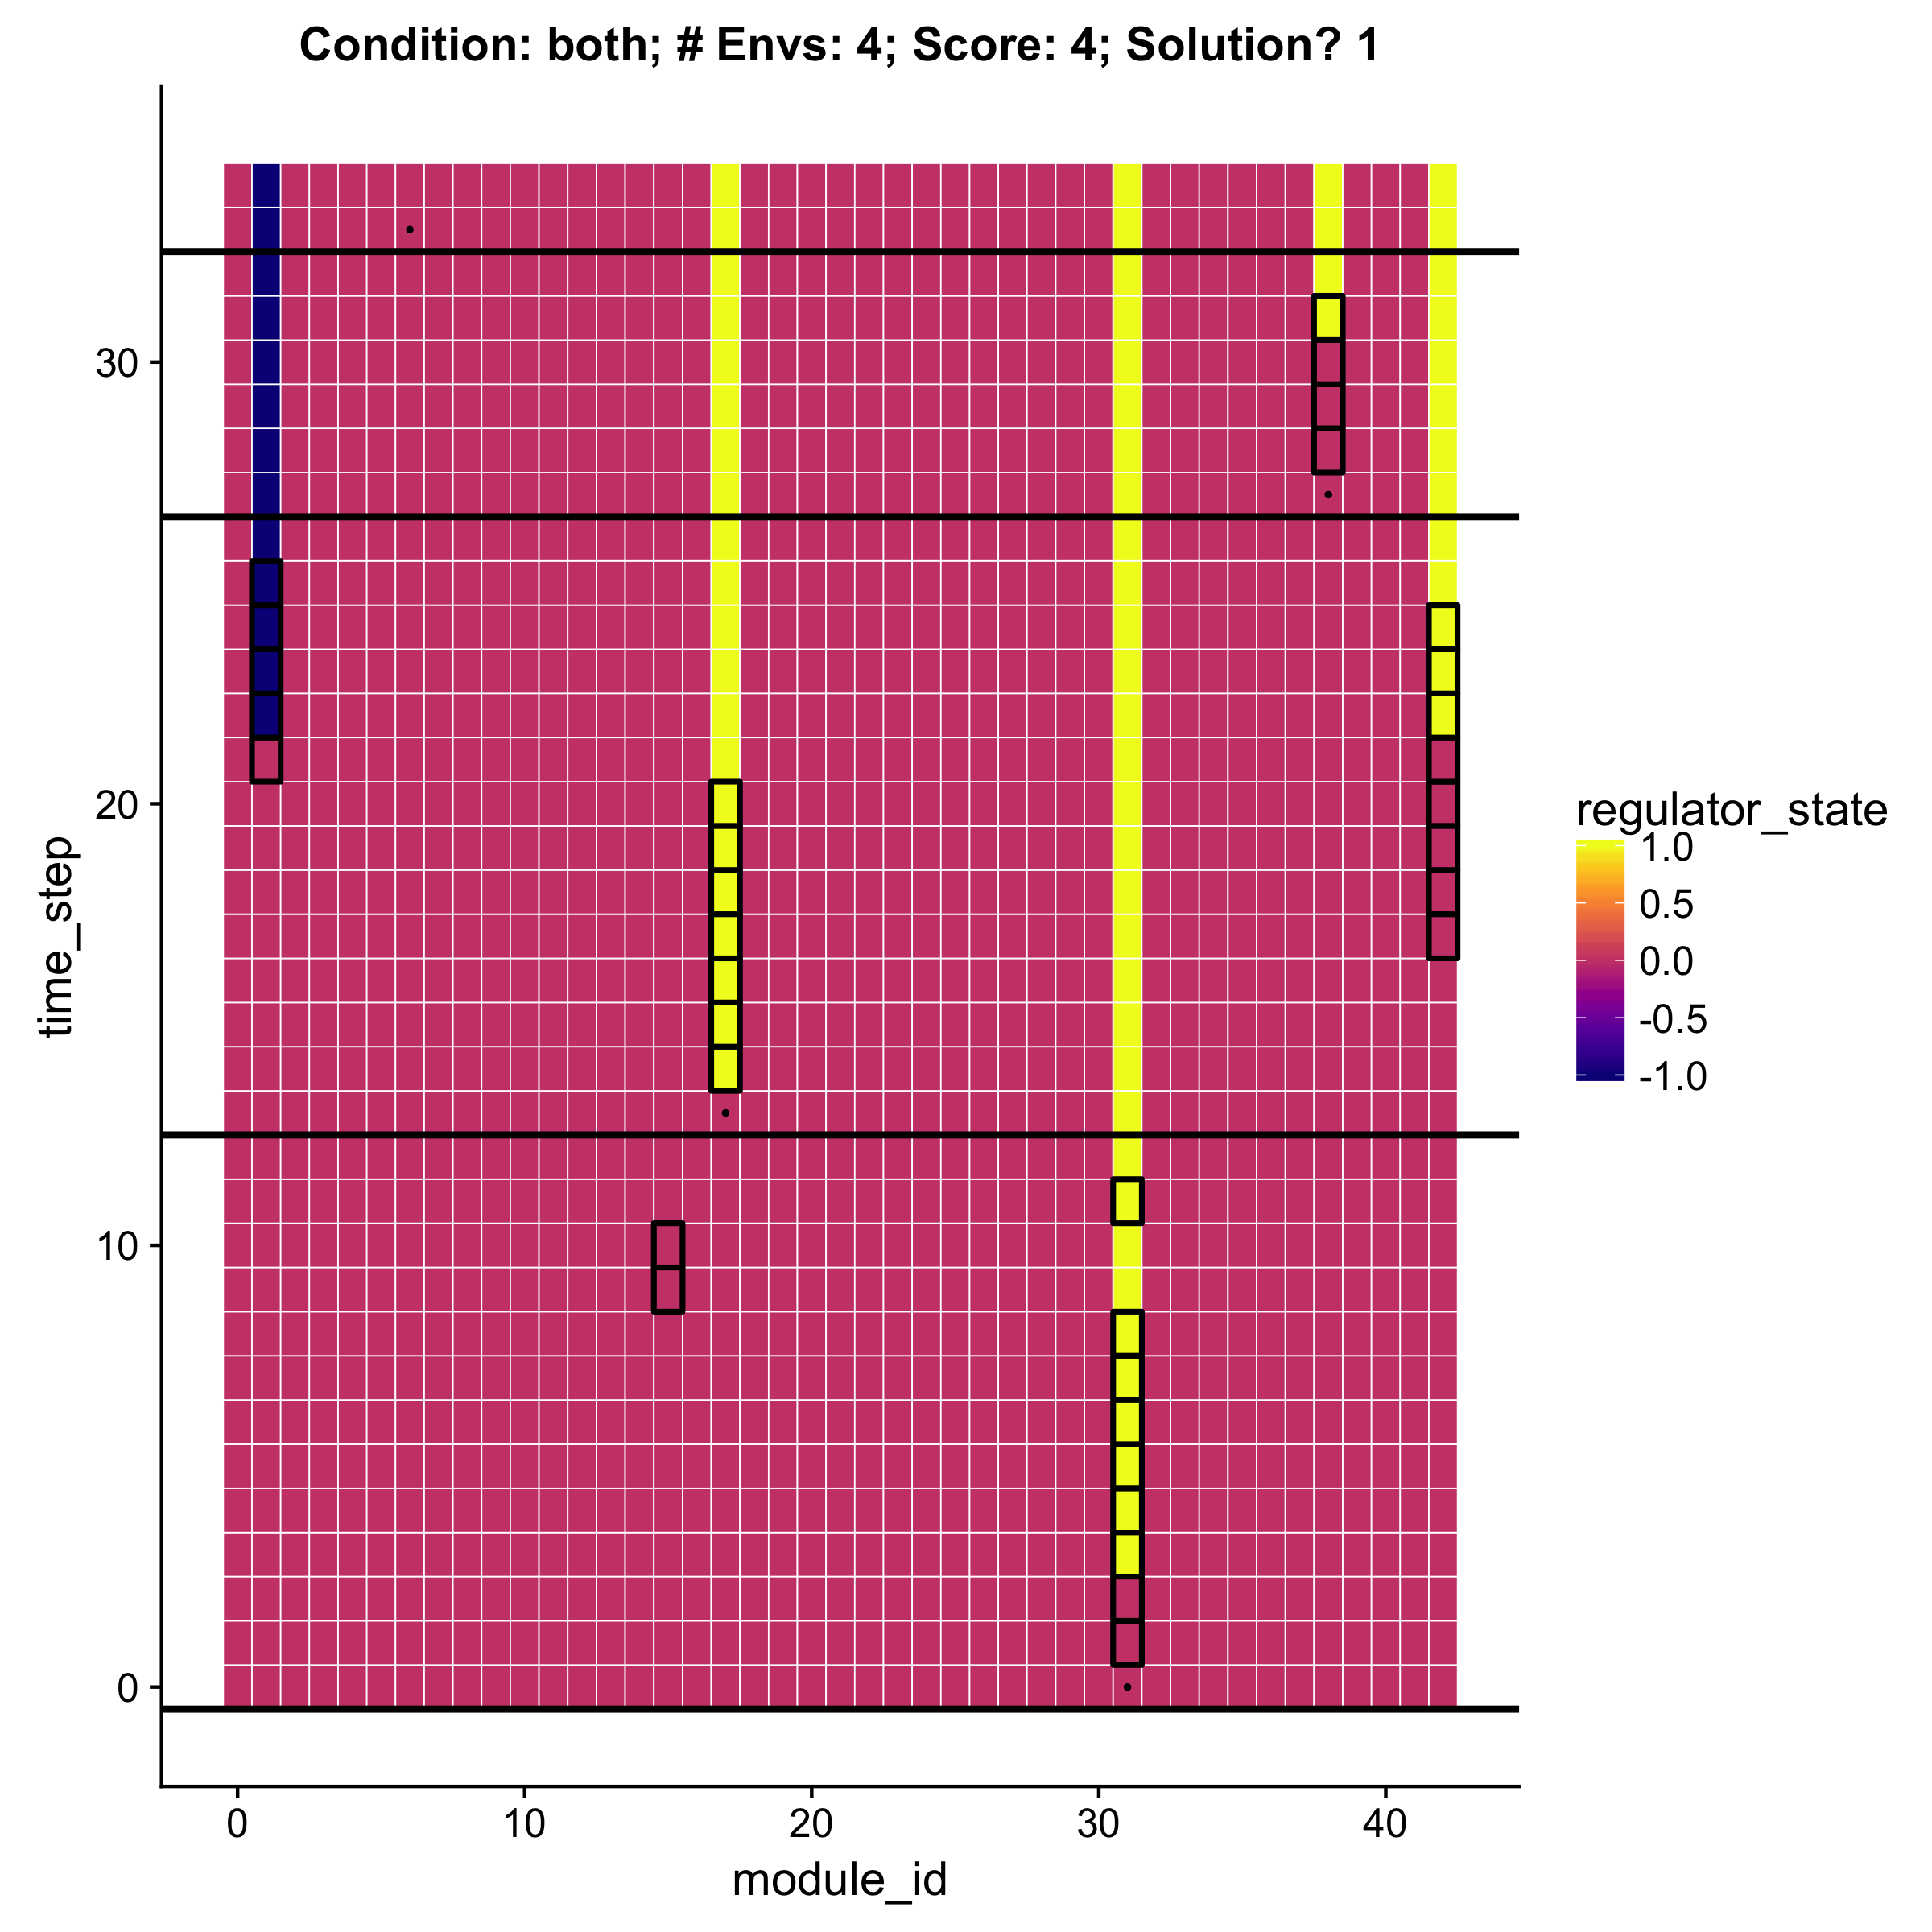 Condition: both; # Envs: 4; Score: 4; Solution? 1
30
20
10
0
time_step
0 10 20 30 40
module_id
regulator_state
1.0
0.5
0.0
-0.5
-1.0